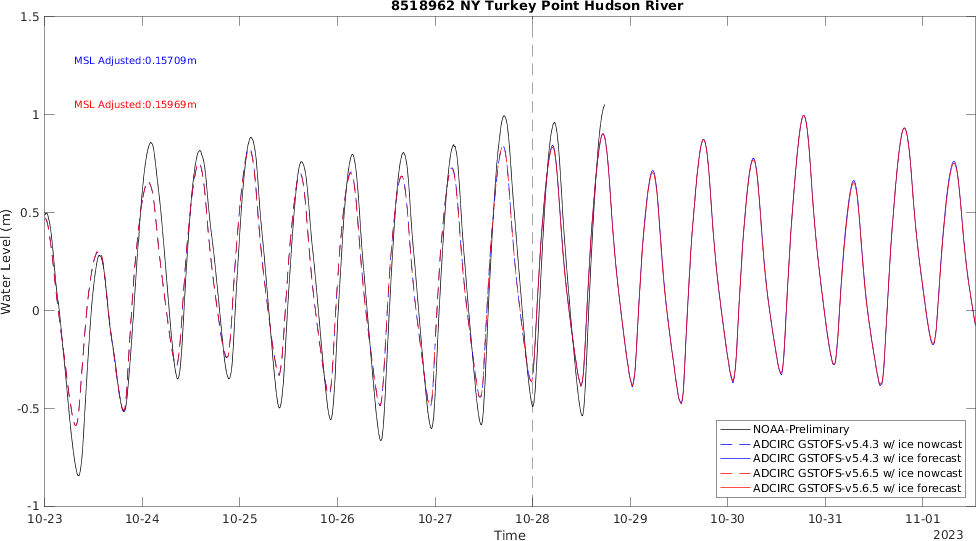 8518962 NY Turkey Point Hudson River
MSL Adjusted:0.15709m
MSL Adjusted:0.15969m
Water Level (m)
1.5
1
0.5
0
-0.5
-1
NOAA-Preliminary
ADCIRC GSTOFS-v5.4.3 w/ ice nowcast
ADCIRC GSTOFS-v5.4.3 w/ ice forecast
ADCIRC GSTOFS-v5.6.5 w/ ice nowcast
ADCIRC GSTOFS-v5.6.5 w/ ice forecast
10-23 10-24 10-25 10-26 10-27 10-28 10-29 10-30 10-31 11-01
Time
2023